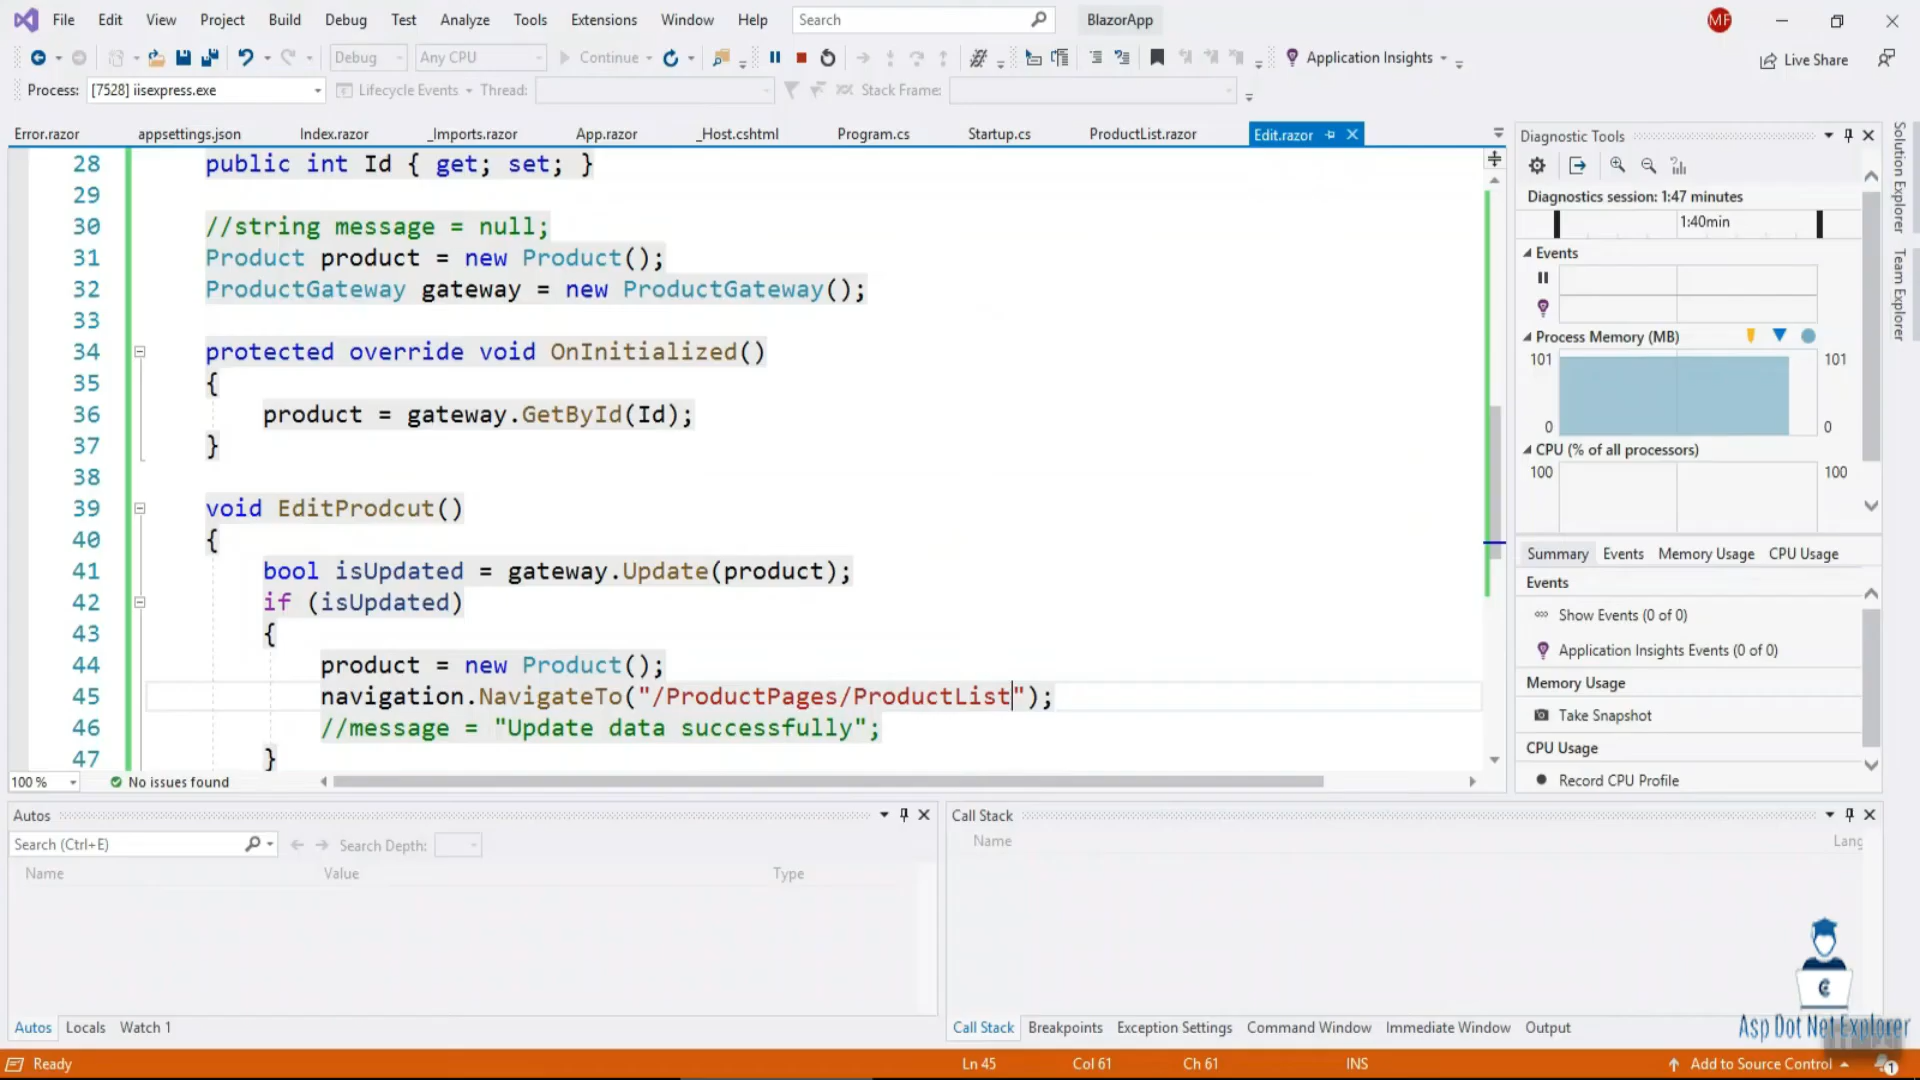 File Edit View Project Build Debug Test Analyze Tools Extensions Window Help Search BlazorApp MF
Debug Any CPU Continue Application Insights Live Share
Process: [7528] iisexpress.exe Lifecycle Events Thread: Stack Frame:
Error.razor appsettings.json Index.razor _Imports.razor App.razor _Host.cshtml Program.cs Startup.cs ProductList.razor Edit.razor
28 public int Id { get; set; }
29
30 //string message = null;
31 Product product = new Product();
32 ProductGateway gateway = new ProductGateway();
33
34 protected override void OnInitialized()
35 {
36 product = gateway.GetById(Id);
37 }
38
39 void EditProdcut()
40 {
41 bool isUpdated = gateway.Update(product);
42 if (isUpdated)
43 {
44 product = new Product();
45 navigation.NavigateTo("/ProductPages/ProductList");
46 //message = "Update data successfully";
47 }
100 % No issues found
Diagnostic Tools
Diagnostics session: 1:47 minutes
1:40min
Events
Process Memory (MB)
101 101
0 0
CPU (% of all processors)
100 100
Summary Events Memory Usage CPU Usage
Events
Show Events (0 of 0)
Application Insights Events (0 of 0)
Memory Usage
Take Snapshot
CPU Usage
Record CPU Profile
Solution Explorer
Team Explorer
Autos
Search (Ctrl+E) Search Depth:
Name Value Type
Autos Locals Watch 1
Call Stack
Name Lang
Call Stack Breakpoints Exception Settings Command Window Immediate Window Output
Asp Dot Net Explorer
Ready Ln 45 Col 61 Ch 61 INS Add to Source Control 1